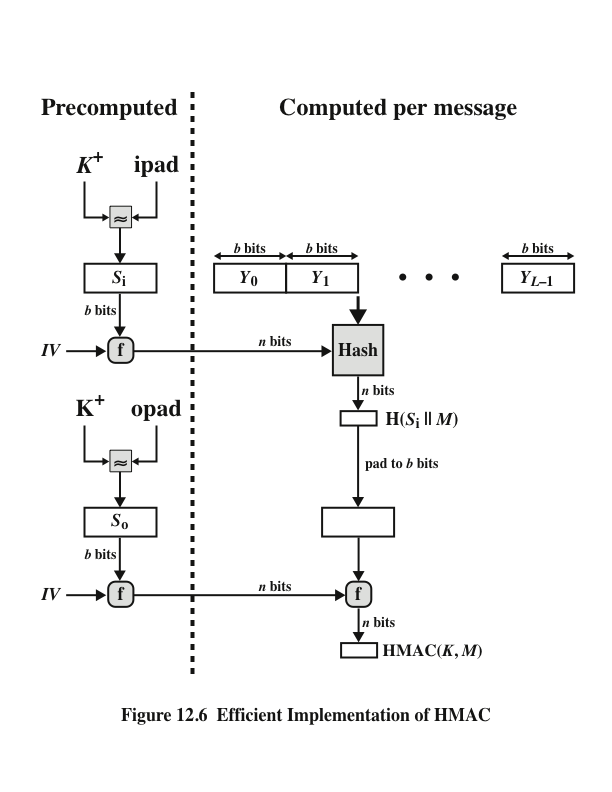 Precomputed
Computed per message
K+ ipad
≈
b bits b bits b bits
Si
Y0 Y1 • • • YL–1
b bits
IV f n bits Hash
n bits
K+ opad
H(Si || M)
≈
pad to b bits
So
b bits
IV f n bits f
n bits
HMAC(K, M)
Figure 12.6 Efficient Implementation of HMAC